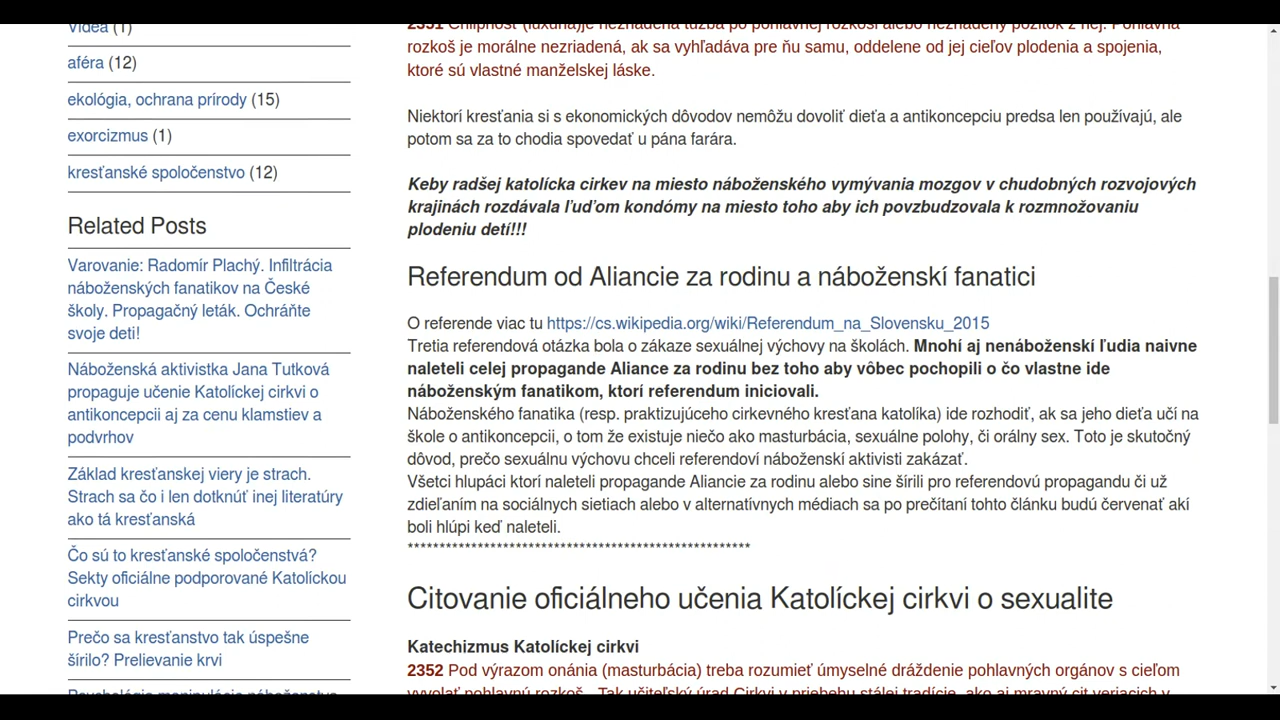 Videá (1)
aféra (12)
ekológia, ochrana prírody (15)
exorcizmus (1)
kresťanské spoločenstvo (12)
Related Posts
Varovanie: Radomír Plachý. Infiltrácia
náboženských fanatikov na České
školy. Propagačný leták. Ochráňte
svoje deti!
Náboženská aktivistka Jana Tutková
propaguje učenie Katolíckej cirkvi o
antikoncepcii aj za cenu klamstiev a
podvrhov
Základ kresťanskej viery je strach.
Strach sa čo i len dotknúť inej literatúry
ako tá kresťanská
Čo sú to kresťanské spoločenstvá?
Sekty oficiálne podporované Katolíckou
cirkvou
Prečo sa kresťanstvo tak úspešne
šírilo? Prelievanie krvi
Psychológia manipulácie náboženstva
2351 Chlipnosť (luxuria)je neznadená túžba po pohlavnej rozkoši alebo neznadený pôžitok z nej. Pohlavná
rozkoš je morálne nezriadená, ak sa vyhľadáva pre ňu samu, oddelene od jej cieľov plodenia a spojenia,
ktoré sú vlastné manželskej láske.
Niektorí kresťania si s ekonomických dôvodov nemôžu dovoliť dieťa a antikoncepciu predsa len používajú, ale
potom sa za to chodia spovedať u pána farára.
Keby radšej katolícka cirkev na miesto náboženského vymývania mozgov v chudobných rozvojových
krajinách rozdávala ľuďom kondómy na miesto toho aby ich povzbudzovala k rozmnožovaniu
plodeniu detí!!!
Referendum od Aliancie za rodinu a náboženskí fanatici
O referende viac tu https://cs.wikipedia.org/wiki/Referendum_na_Slovensku_2015
Tretia referendová otázka bola o zákaze sexuálnej výchovy na školách. Mnohí aj nenáboženskí ľudia naivne
naleteli celej propagande Aliance za rodinu bez toho aby vôbec pochopili o čo vlastne ide
náboženským fanatikom, ktorí referendum iniciovali.
Náboženského fanatika (resp. praktizujúceho cirkevného kresťana katolíka) ide rozhodiť, ak sa jeho dieťa učí na
škole o antikoncepcii, o tom že existuje niečo ako masturbácia, sexuálne polohy, či orálny sex. Toto je skutočný
dôvod, prečo sexuálnu výchovu chceli referendoví náboženskí aktivisti zakázať.
Všetci hlupáci ktorí naleteli propagande Aliancie za rodinu alebo sine šírili pro referendovú propagandu či už
zdieľaním na sociálnych sietiach alebo v alternatívnych médiach sa po prečítaní tohto článku budú červenať akí
boli hlúpi keď naleteli.
******************************************************
Citovanie oficiálneho učenia Katolíckej cirkvi o sexualite
Katechizmus Katolíckej cirkvi
2352 Pod výrazom onánia (masturbácia) treba rozumieť úmyselné dráždenie pohlavných orgánov s cieľom
vyvolať pohlavnú rozkoš. „Tak učiteľský úrad Cirkvi v priebehu stálej tradície, ako aj mravný cit veriacich v